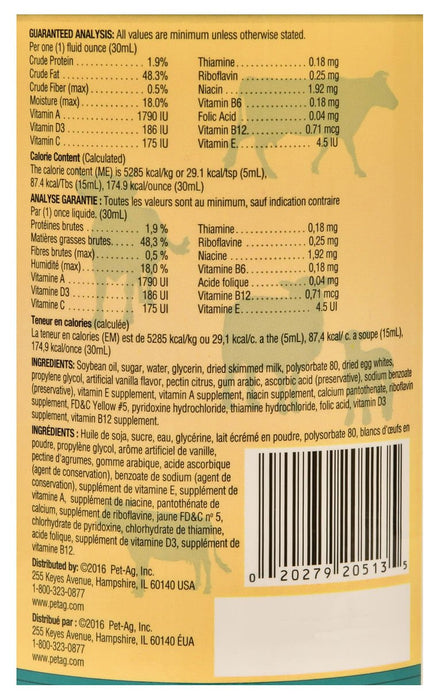 GUARANTEED ANALYSIS: All values are minimum unless otherwise stated.
Per one (1) fluid ounce (30mL)
Crude Protein 1.9%
Crude Fat 48.3%
Crude Fiber (max) 0.5%
Moisture (max) 18.0%
Vitamin A 1790 IU
Vitamin D3 186 IU
Vitamin C 175 IU
Thiamine 0.18 mg
Riboflavin 0.25 mg
Niacin 1.92 mg
Vitamin B6 0.18 mg
Folic Acid 0.04 mg
Vitamin B12 0.71 mcg
Vitamin E 4.5 IU
Calorie Content (Calculated)
The calorie content (ME) is 5285 kcal/kg or 29.1 kcal/tsp (5mL),
87.4 kcal/Tbs (15mL), 174.9 kcal/ounce (30mL)
ANALYSE GARANTIE : Toutes les valeurs sont au minimum, sauf indication contraire
Par (1) once liquide. (30mL)
Protéines brutes 1,9 %
Matières grasses brutes 48,3 %
Fibres brutes (max) 0,5 %
Humidité (max) 18,0 %
Vitamin A 1790 UI
Vitamin D3 186 UI
Vitamin C 175 UI
Thiamine 0,18 mg
Riboflavine 0,25 mg
Niacine 1,92 mg
Vitamin B6 0.18 mg
Acide folique 0,04 mg
Vitamin B12 0,71 mcg
Vitamin E 4.5 UI
Teneur en calories (calculée)
La teneur en calories (EM) est de 5285 kcal/kg ou 29,1 kcal/c. a the (5mL), 87,4 kcal/ c. a soupe (15mL),
174,9 kcal/once (30mL)
INGREDIENTS: Soybean oil, sugar, water, glycerin, dried skimmed milk, polysorbate 80, dried egg whites,
propylene glycol, artificial vanilla flavor, pectin citrus, gum arabic, ascorbic acid (preservative), sodium benzoate
(preservative), vitamin E supplement, vitamin A supplement, niacin supplement, calcium pantothenate, riboflavin
supplement, FD&C Yellow #5, pyridoxine hydrochloride, thiamine hydrochloride, folic acid, vitamin D3
supplement, vitamin B12 supplement.
INGRÉDIENTS : Huile de soja, sucre, eau, glycérine, lait écrémé en poudre, polysorbate 80, blancs d'œufs en
poudre, propylène glycol, arôme artificiel de vanille,
pectine d'agrumes, gomme arabique, acide ascorbique
(agent de conservation), benzoate de sodium (agent de
conservation), supplément de vitamine E, supplément de
vitamine A, supplément de niacine, pantothénate de
calcium, supplément de riboflavine, jaune FD&C n° 5,
chlorhydrate de pyridoxine, chlorhydrate de thiamine,
acide folique, supplément de vitamine D3, supplément de
vitamine B12.
Distributed by: ©2016 Pet-Ag, Inc.
255 Keyes Avenue, Hampshire, IL 60140 USA
1-800-323-0877
www.petag.com
Distribué par : ©2016 Pet-Ag, Inc.
255 Keyes Avenue, Hampshire, IL 60140 ÉUA
1-800-323-0877
www.petag.com
0 20279 20513 5